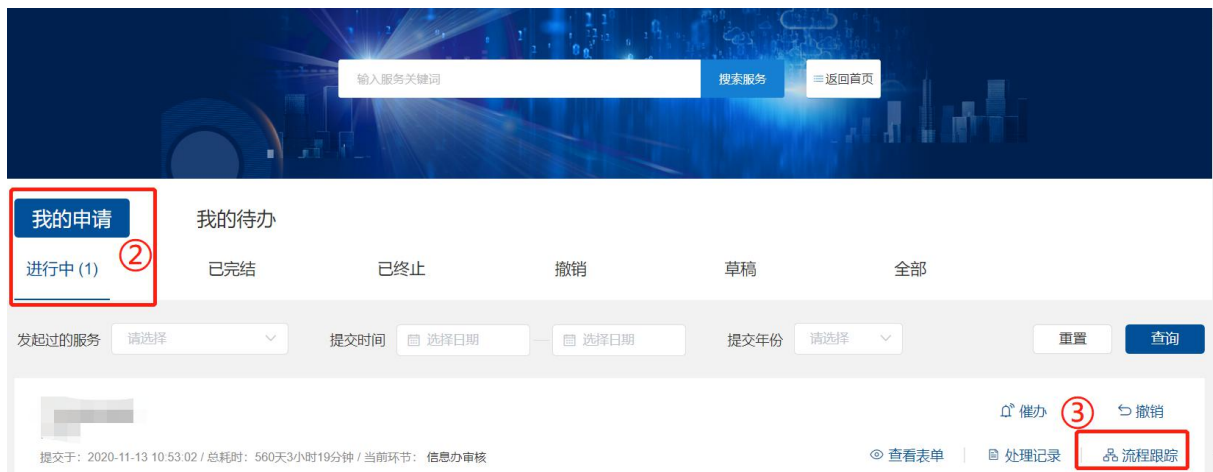 输入服务关键词 搜索服务 返回首页
我的申请 我的待办
②
进行中 (1) 已完结 已终止 撤销 草稿 全部
发起过的服务 请选择 提交时间 选择日期 — 选择日期 提交年份 请选择 重置 查询
催办 ③ 撤销
提交于：2020-11-13 10:53:02 / 总耗时：560天3小时19分钟 / 当前环节：信息办审核 查看表单 处理记录 流程跟踪